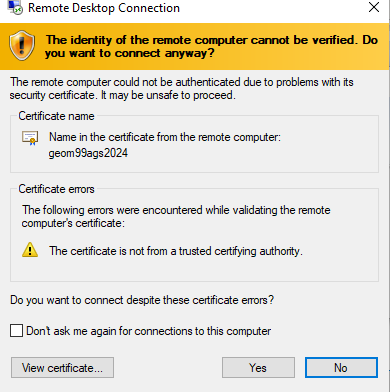 Remote Desktop Connection
The identity of the remote computer cannot be verified. Do
you want to connect anyway?
The remote computer could not be authenticated due to problems with its
security certificate. It may be unsafe to proceed.
Certificate name
Name in the certificate from the remote computer:
geom99ags2024
Certificate errors
The following errors were encountered while validating the remote
computer's certificate:
The certificate is not from a trusted certifying authority.
Do you want to connect despite these certificate errors?
Don't ask me again for connections to this computer
View certificate... Yes No